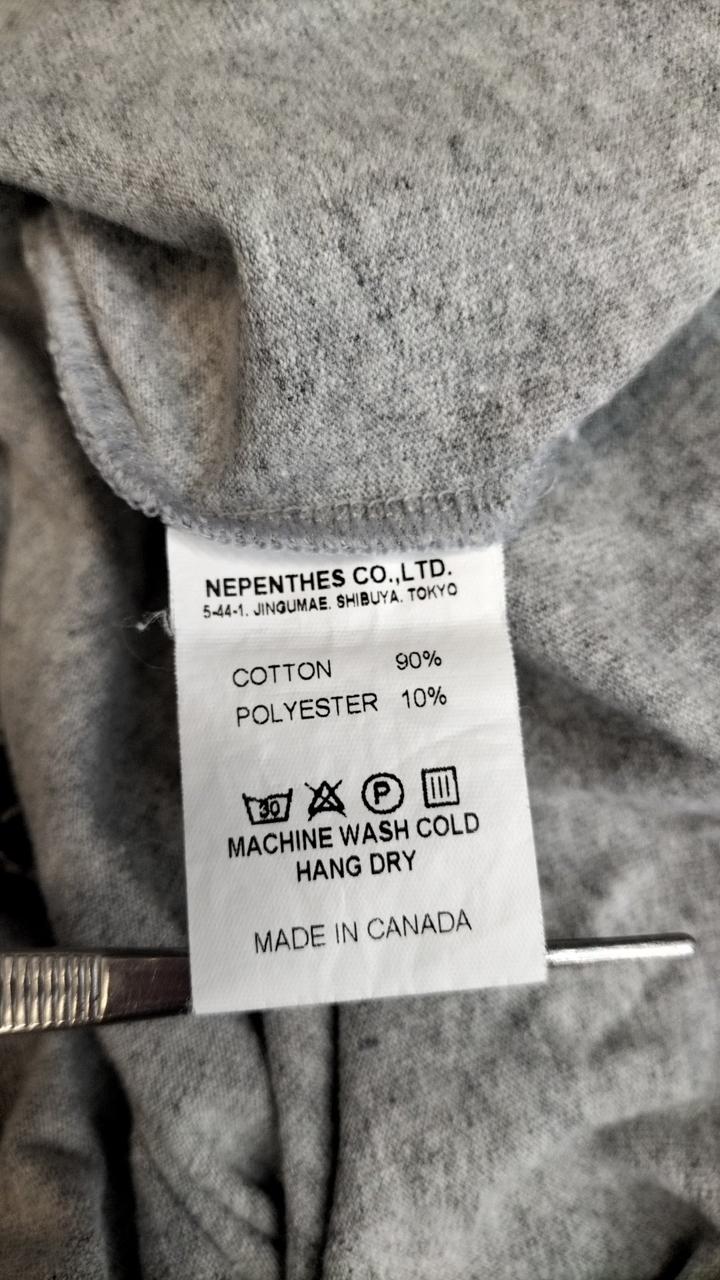 NEPENTHES CO.,LTD.
5-44-1. JINGUMAE. SHIBUYA. TOKYO
COTTON 90%
POLYESTER 10%
30 P
MACHINE WASH COLD
HANG DRY
MADE IN CANADA